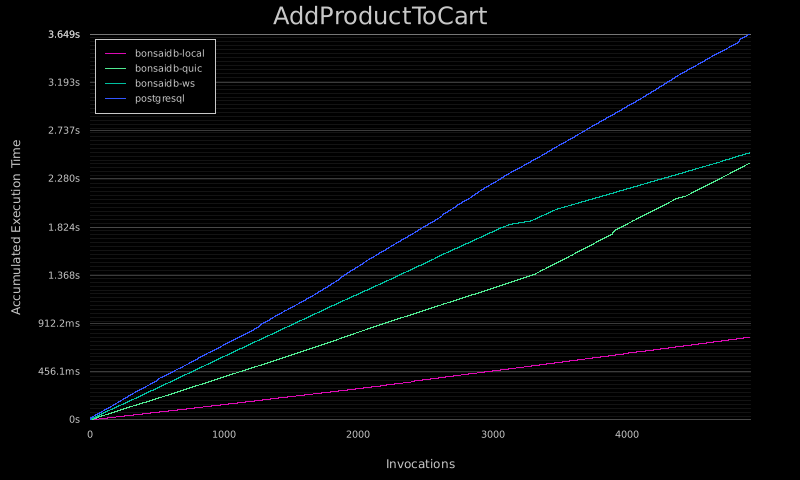 AddProductToCart
3.649s
3.193s
2.737s
2.280s
1.824s
1.368s
912.2ms
456.1ms
0s
bonsaidb-local
bonsaidb-quic
bonsaidb-ws
postgresql
Accumulated Execution Time
0 1000 2000 3000 4000
Invocations